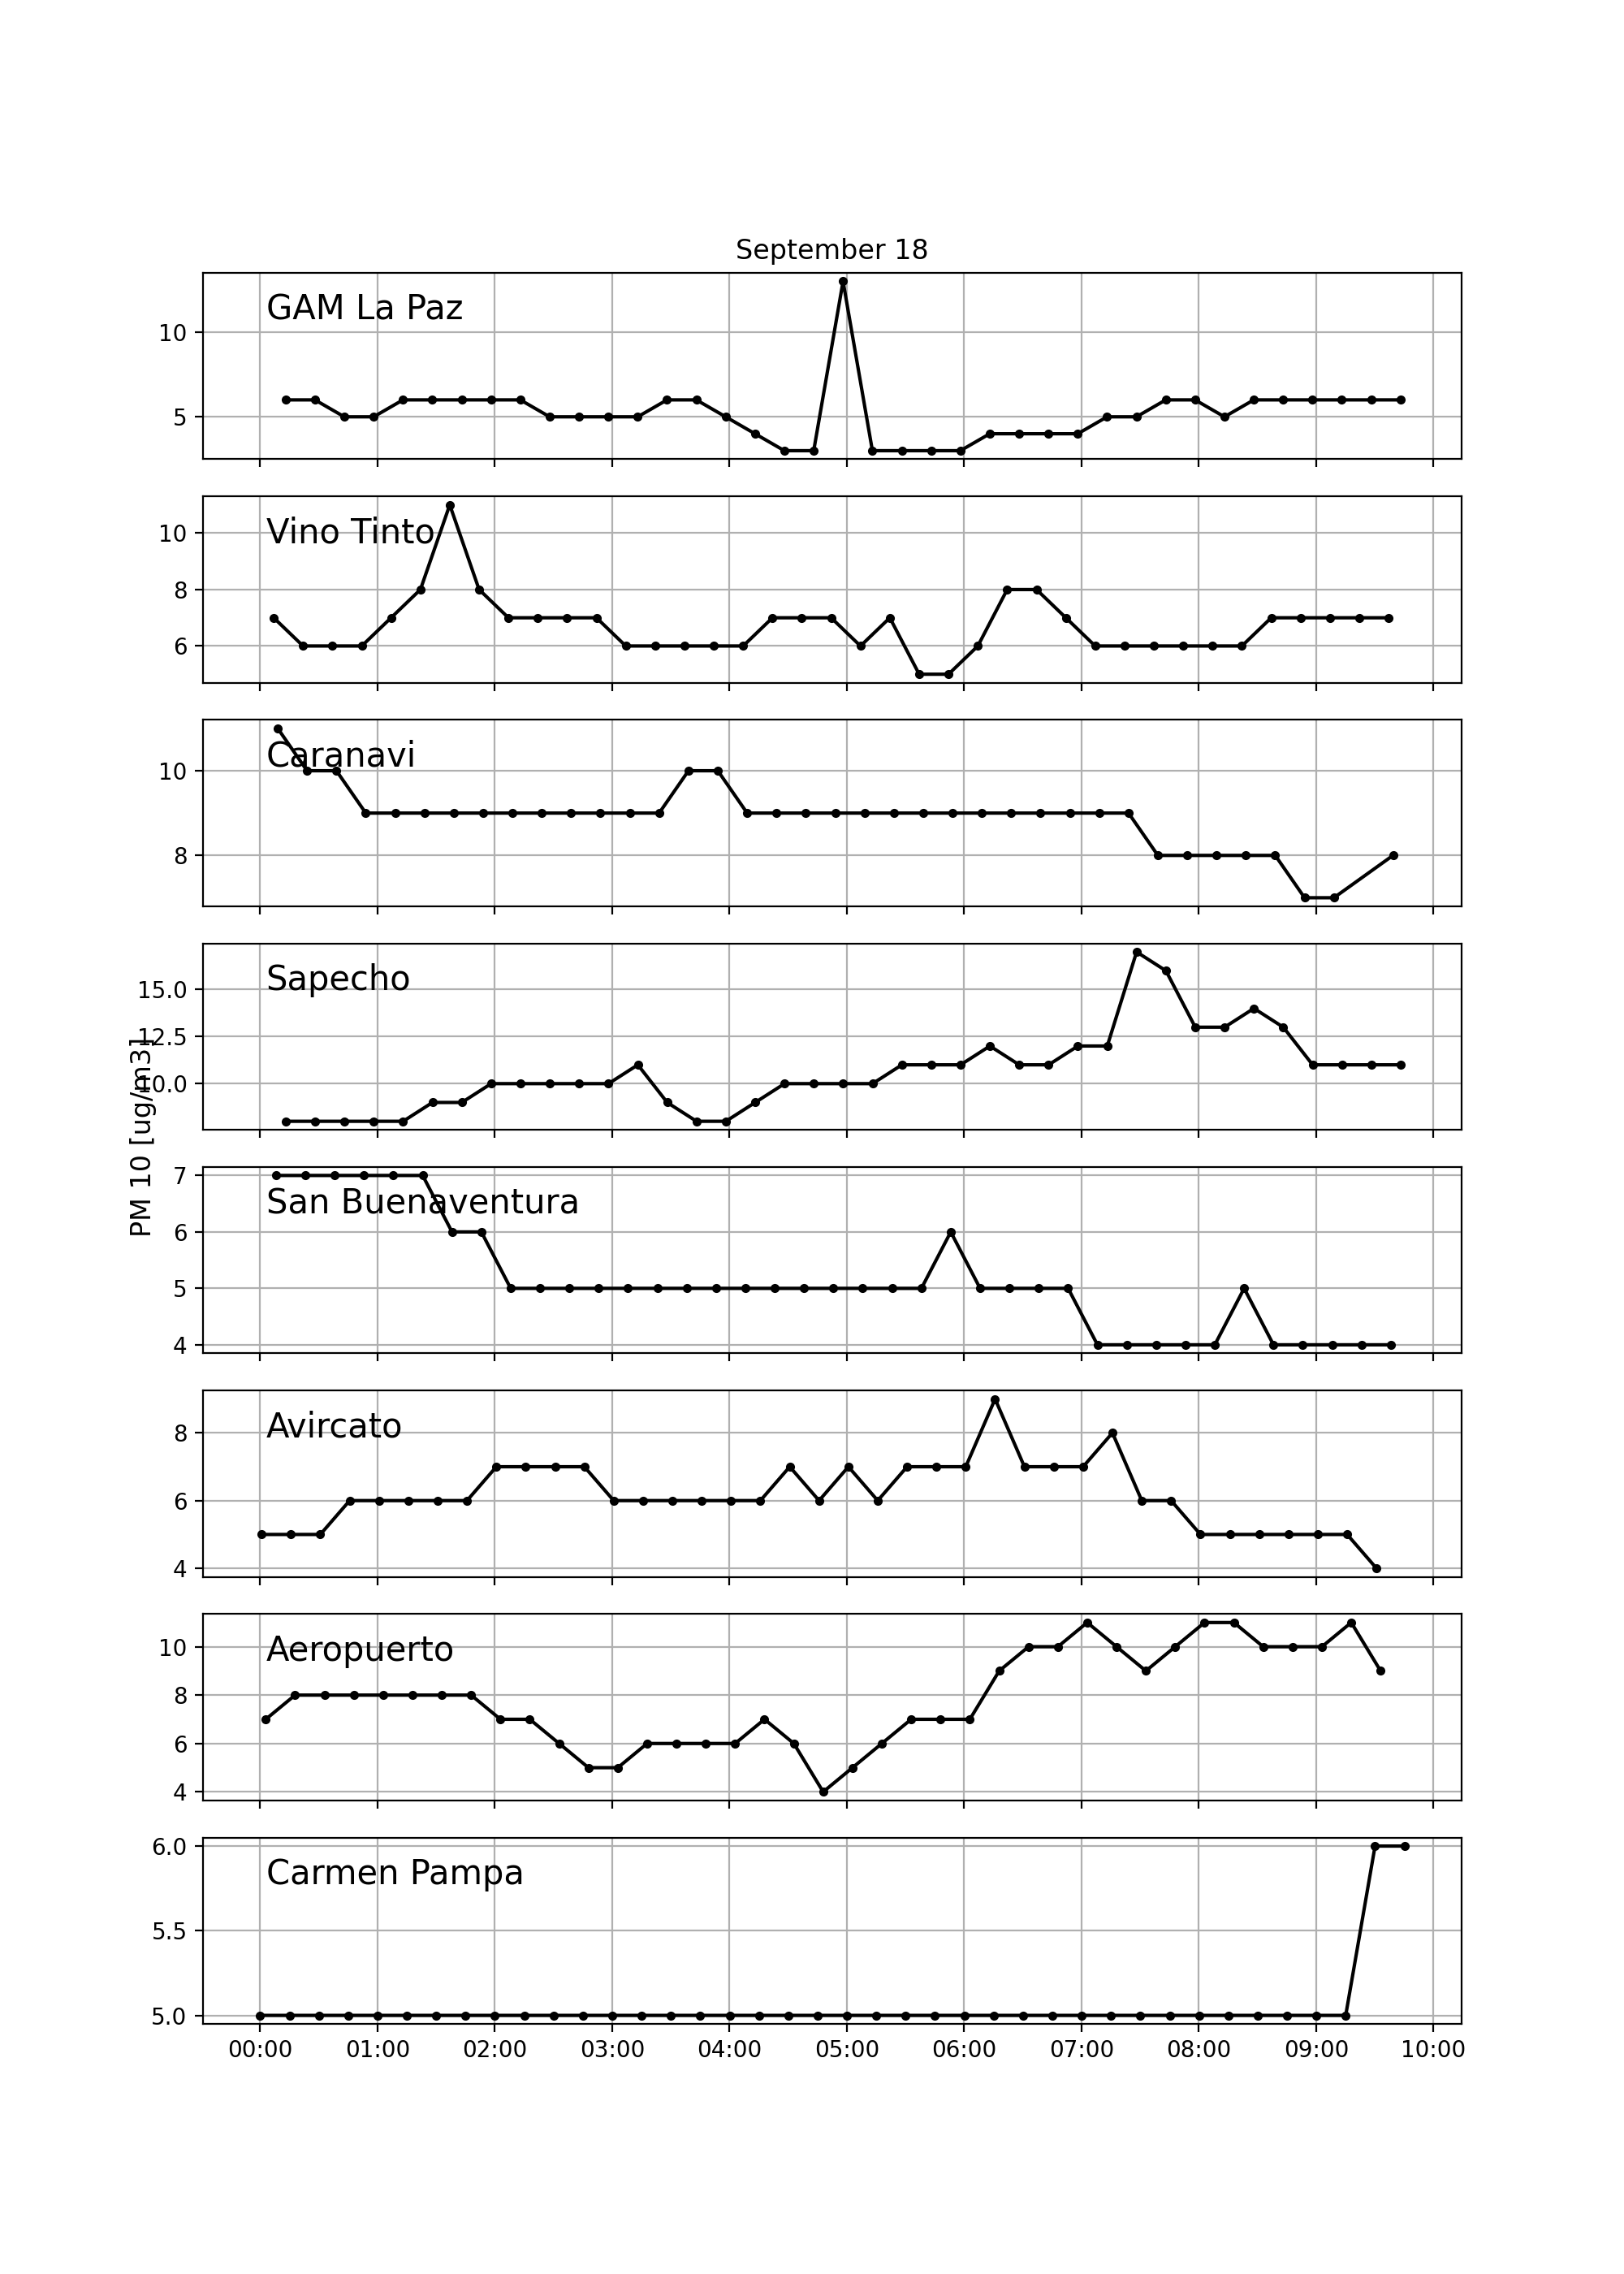 September 18
GAM La Paz
10
5
Vino Tinto
10
8
6
Caranavi
10
8
Sapecho
15.0
12.5
10.0
PM 10 [ug/m3]
San Buenaventura
7
6
5
4
Avircato
8
6
4
Aeropuerto
10
8
6
4
Carmen Pampa
6.0
5.5
5.0
00:00 01:00 02:00 03:00 04:00 05:00 06:00 07:00 08:00 09:00 10:00